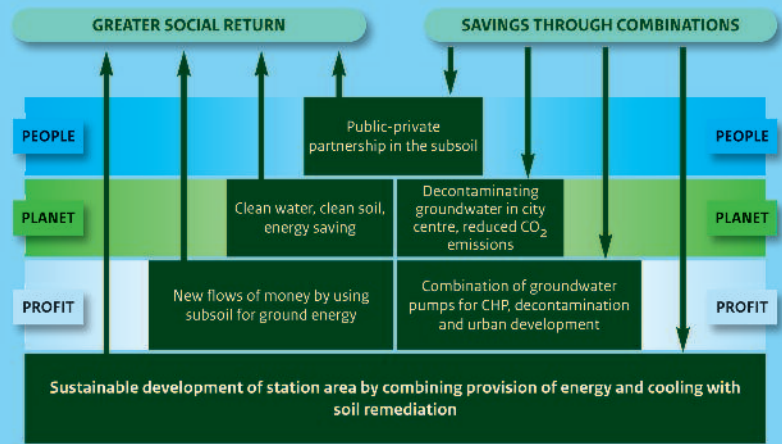 GREATER SOCIAL RETURN
SAVINGS THROUGH COMBINATIONS
PEOPLE
Public-private
partnership in the subsoil
PEOPLE
PLANET
Clean water, clean soil,
energy saving
Decontaminating
groundwater in city
centre, reduced CO₂
emissions
PLANET
PROFIT
New flows of money by using
subsoil for ground energy
Combination of groundwater
pumps for CHP, decontamination
and urban development
PROFIT
Sustainable development of station area by combining provision of energy and cooling with
soil remediation